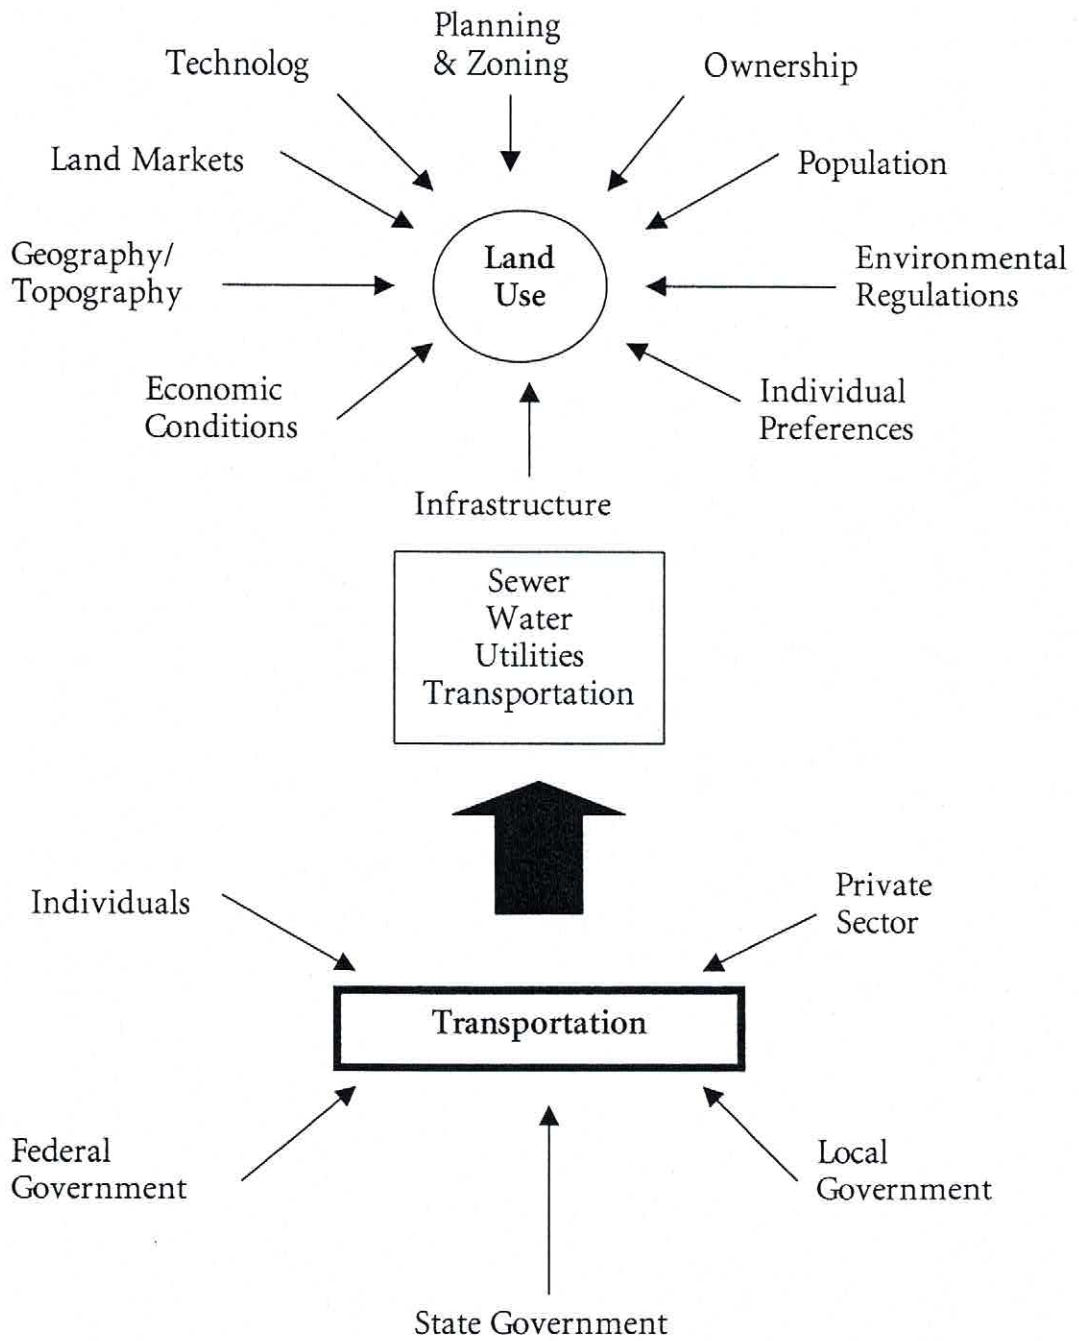 Planning
& Zoning
Technolog
Ownership
Land Markets
Population
Geography/
Topography
Land
Use
Environmental
Regulations
Economic
Conditions
Individual
Preferences
Infrastructure
Sewer
Water
Utilities
Transportation
Individuals
Private
Sector
Transportation
Federal
Government
Local
Government
State Government